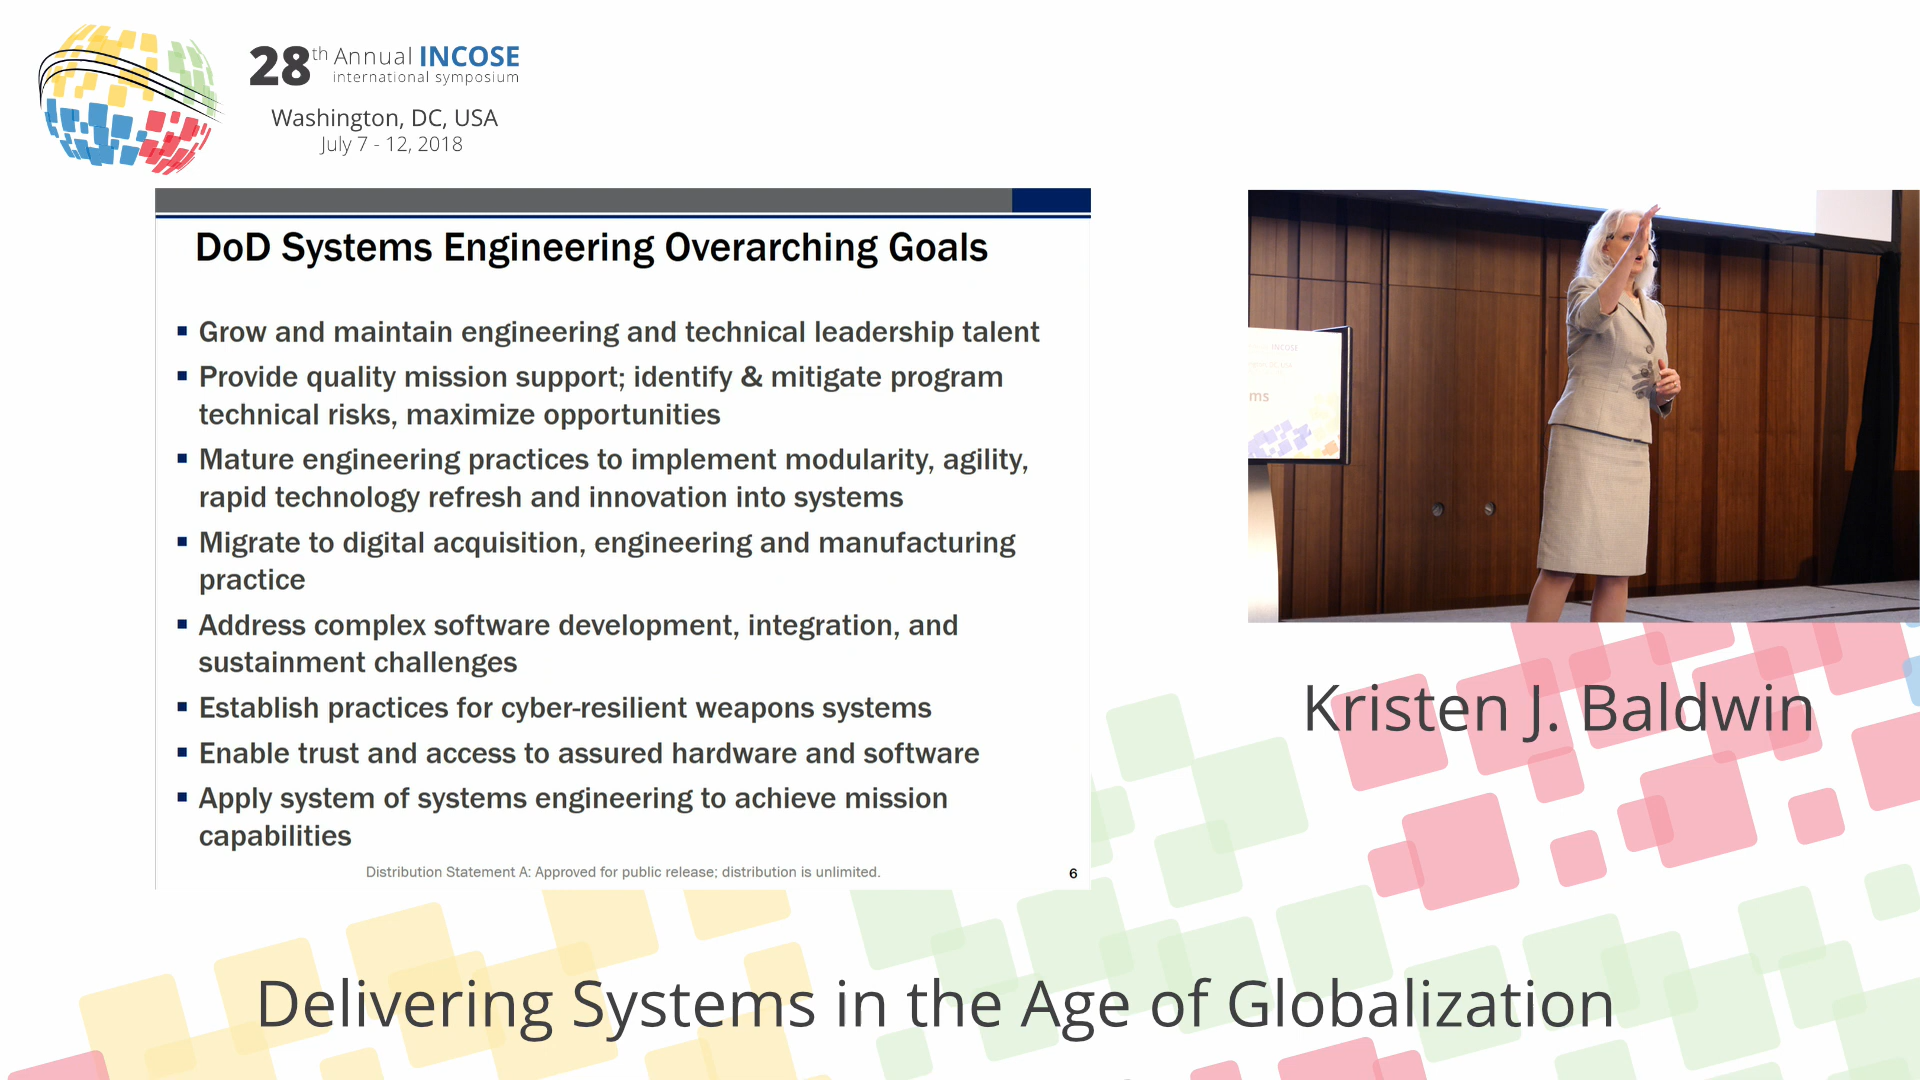 28th Annual INCOSE
international symposium
Washington, DC, USA
July 7 - 12, 2018
DoD Systems Engineering Overarching Goals
▪ Grow and maintain engineering and technical leadership talent
▪ Provide quality mission support; identify & mitigate program
technical risks, maximize opportunities
▪ Mature engineering practices to implement modularity, agility,
rapid technology refresh and innovation into systems
▪ Migrate to digital acquisition, engineering and manufacturing
practice
▪ Address complex software development, integration, and
sustainment challenges
▪ Establish practices for cyber-resilient weapons systems
▪ Enable trust and access to assured hardware and software
▪ Apply system of systems engineering to achieve mission
capabilities
Distribution Statement A: Approved for public release; distribution is unlimited.
6
INCOSE
ms
Kristen J. Baldwin
Delivering Systems in the Age of Globalization